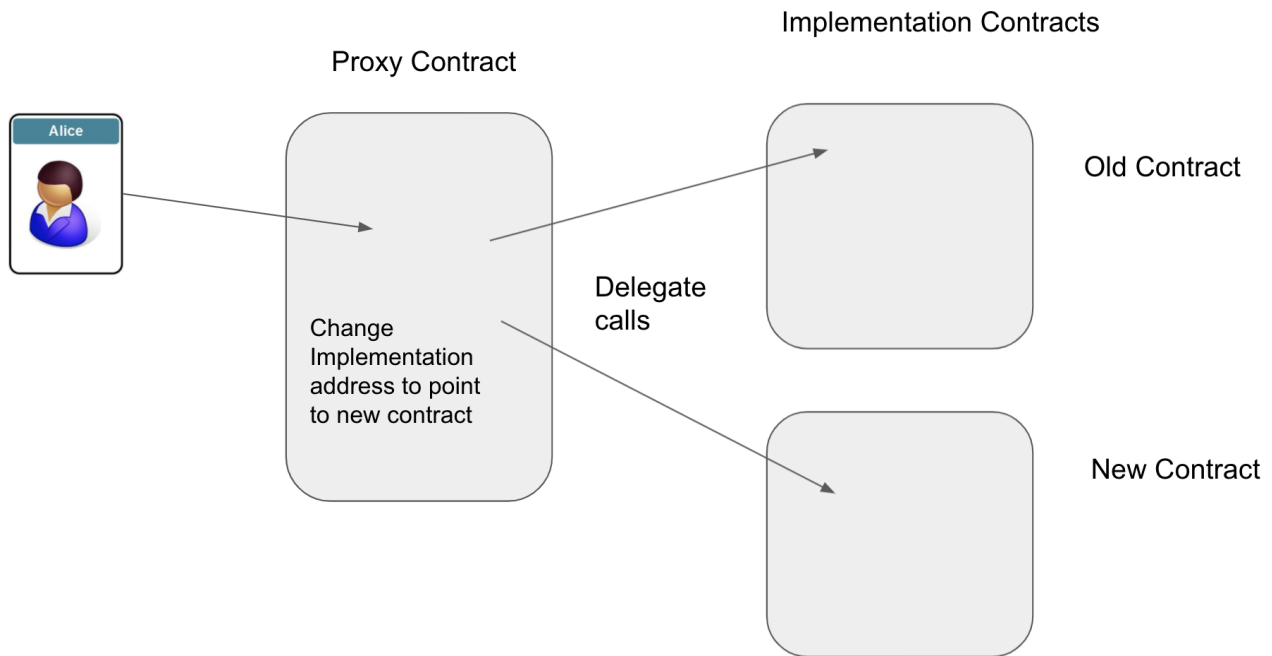 Implementation Contracts
Proxy Contract
Alice
Old Contract
Delegate
calls
Change
Implementation
address to point
to new contract
New Contract